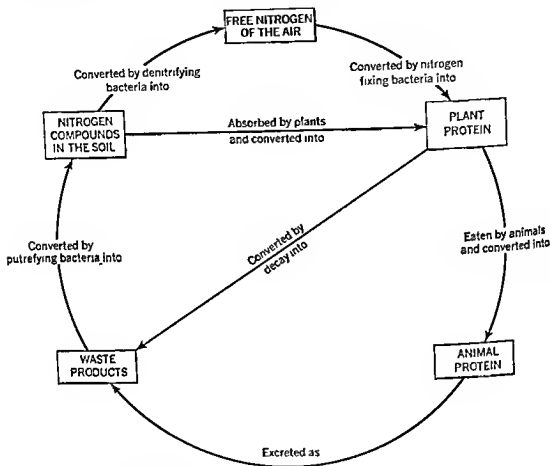 FREE NITROGEN
OF THE AIR
Converted by denitrifying
bacteria into
Converted by nitrogen
fixing bacteria into
NITROGEN
COMPOUNDS
IN THE SOIL
Absorbed by plants
and converted into
PLANT
PROTEIN
Converted by
putrefying bacteria into
Converted by
decay into
Eaten by animals
and converted into
WASTE
PRODUCTS
ANIMAL
PROTEIN
Excreted as